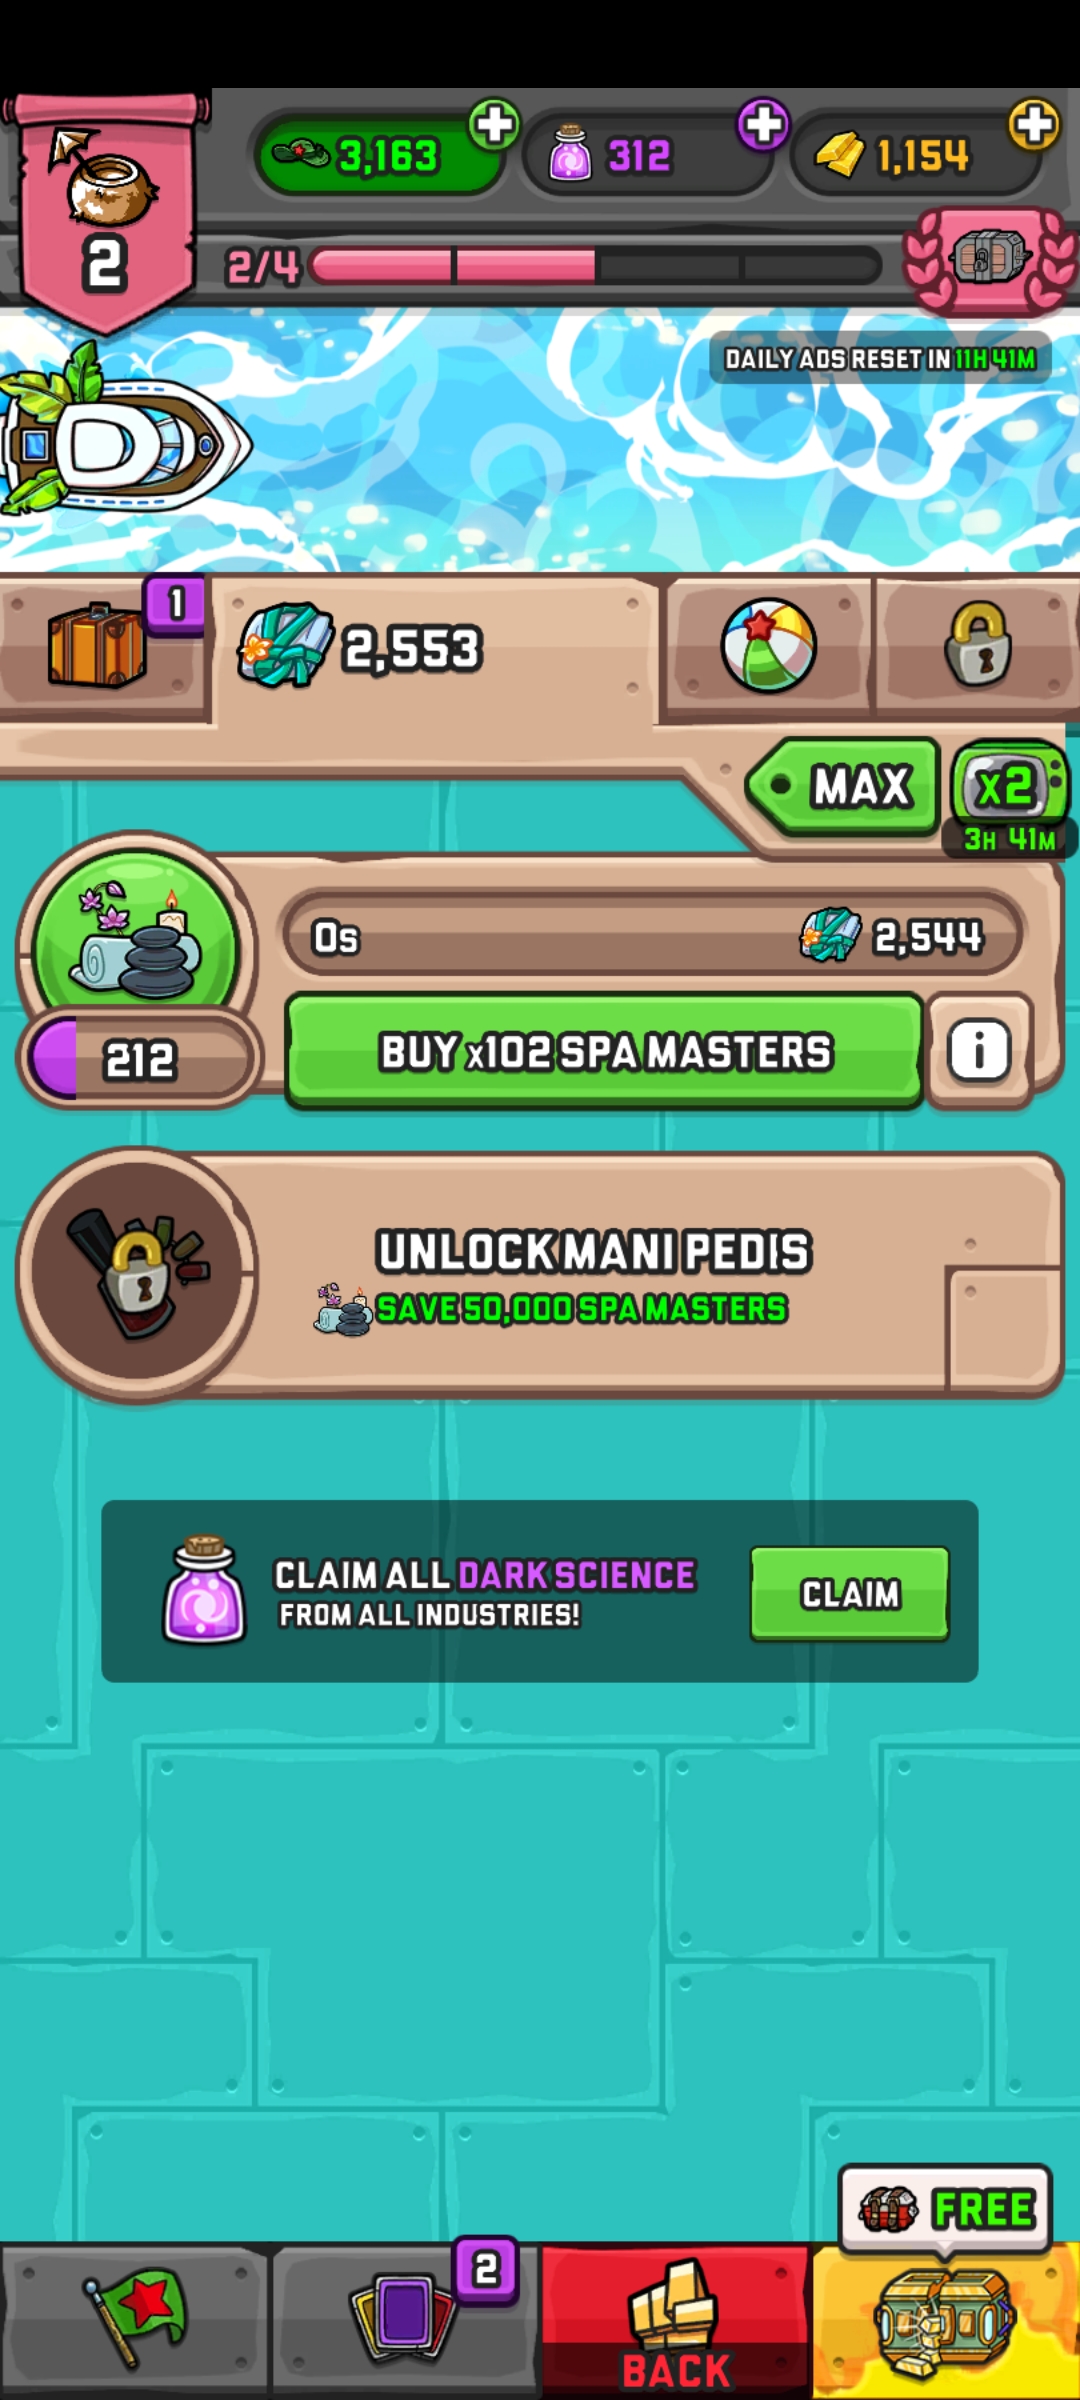 3,163
312
1,154
2
2/4
DAILY ADS RESET IN 11H 41M
1
2,553
MAX
x2
3H 41M
0s
2,544
212
BUY x102 SPA MASTERS
i
UNLOCK MANI PEDIS
SAVE 50,000 SPA MASTERS
CLAIM ALL DARK SCIENCE
FROM ALL INDUSTRIES!
CLAIM
FREE
2
BACK